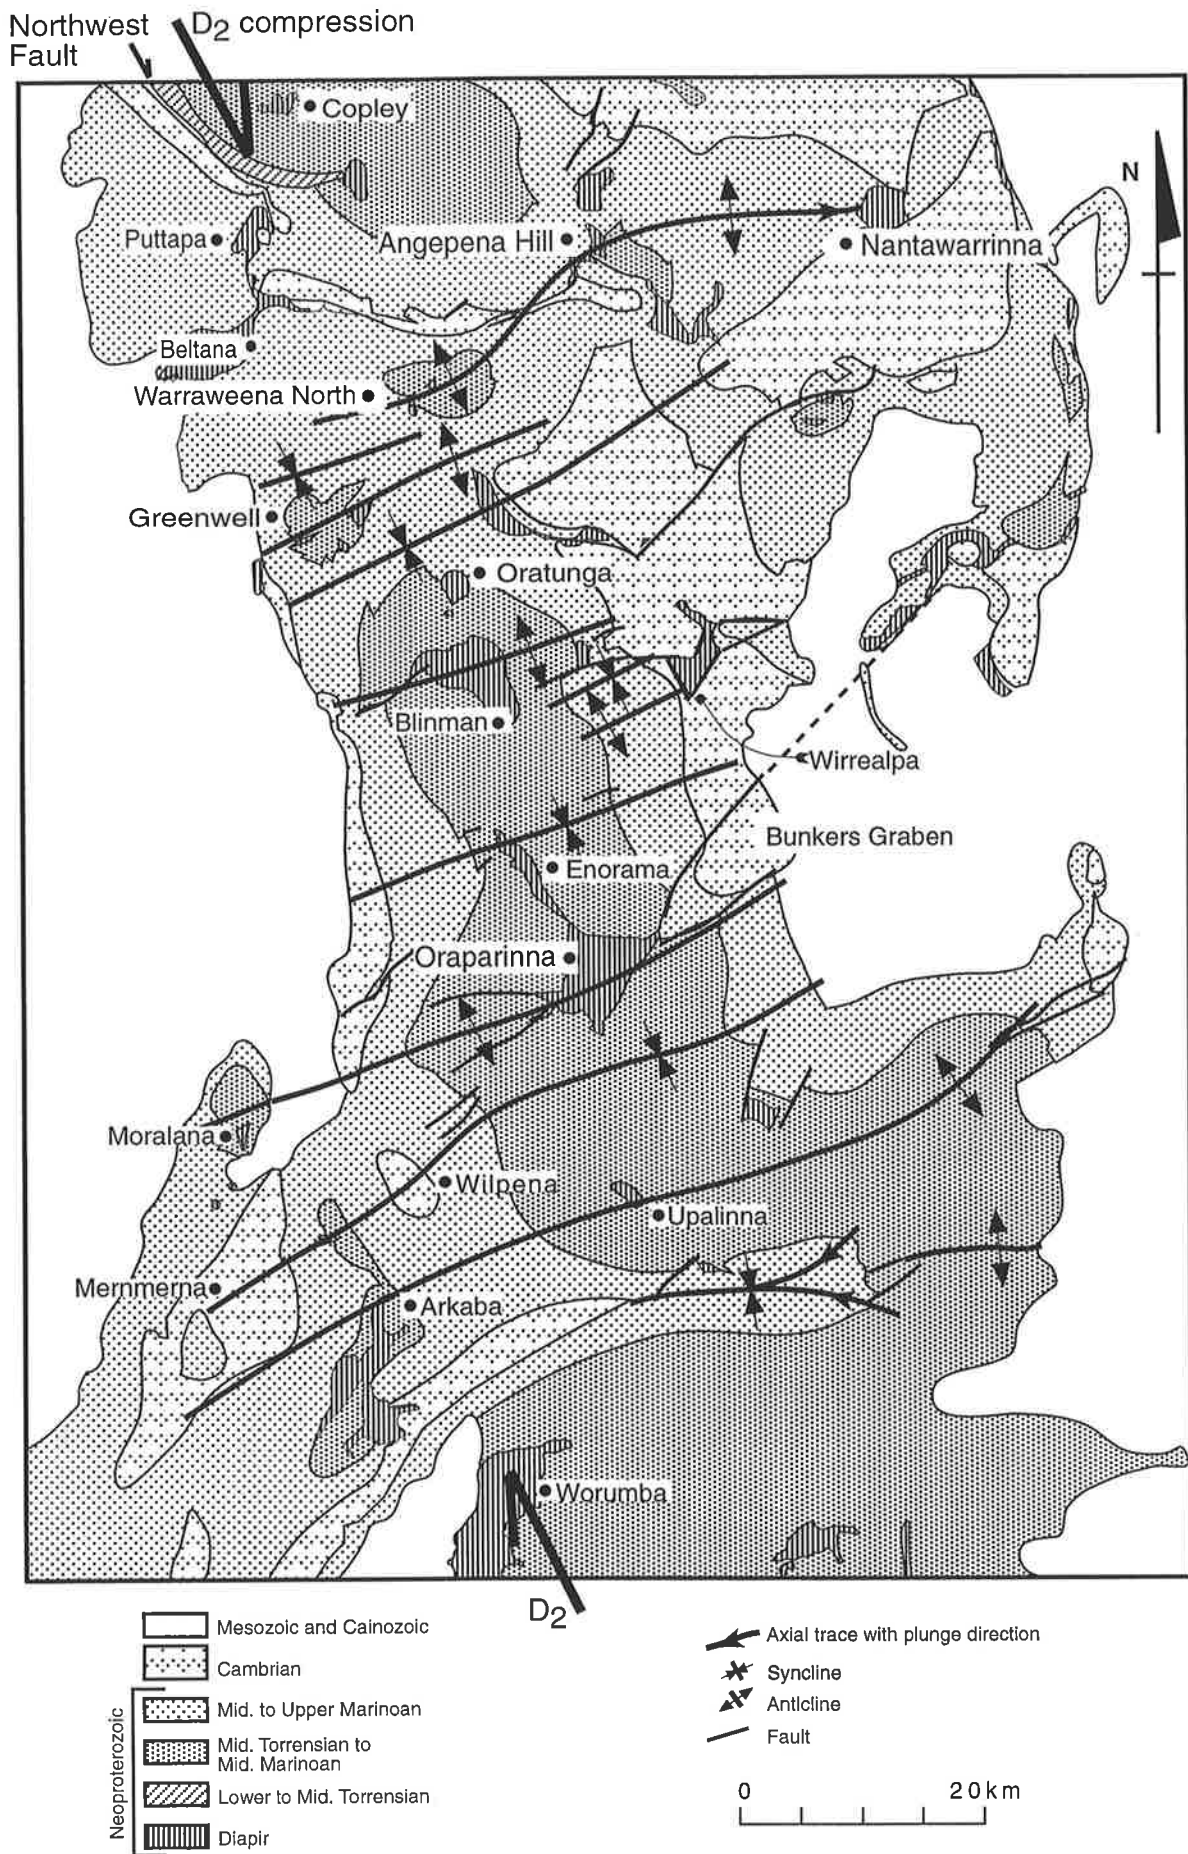 Northwest
Fault
D2 compression
Copley
N
Puttapa
Angepena Hill
Nantawarrinna
Beltana
Warraweena North
Greenwell
Oratunga
Blinman
Wirrealpa
Bunkers Graben
Enorama
Oraparinna
Moralana
Wilpena
Upalinna
Mernmerna
Arkaba
Worumba
D2
Mesozoic and Cainozoic
Cambrian
Neoproterozoic
Mid. to Upper Marinoan
Mid. Torrensian to
Mid. Marinoan
Lower to Mid. Torrensian
Diapir
Axial trace with plunge direction
Syncline
Anticline
Fault
0 20km